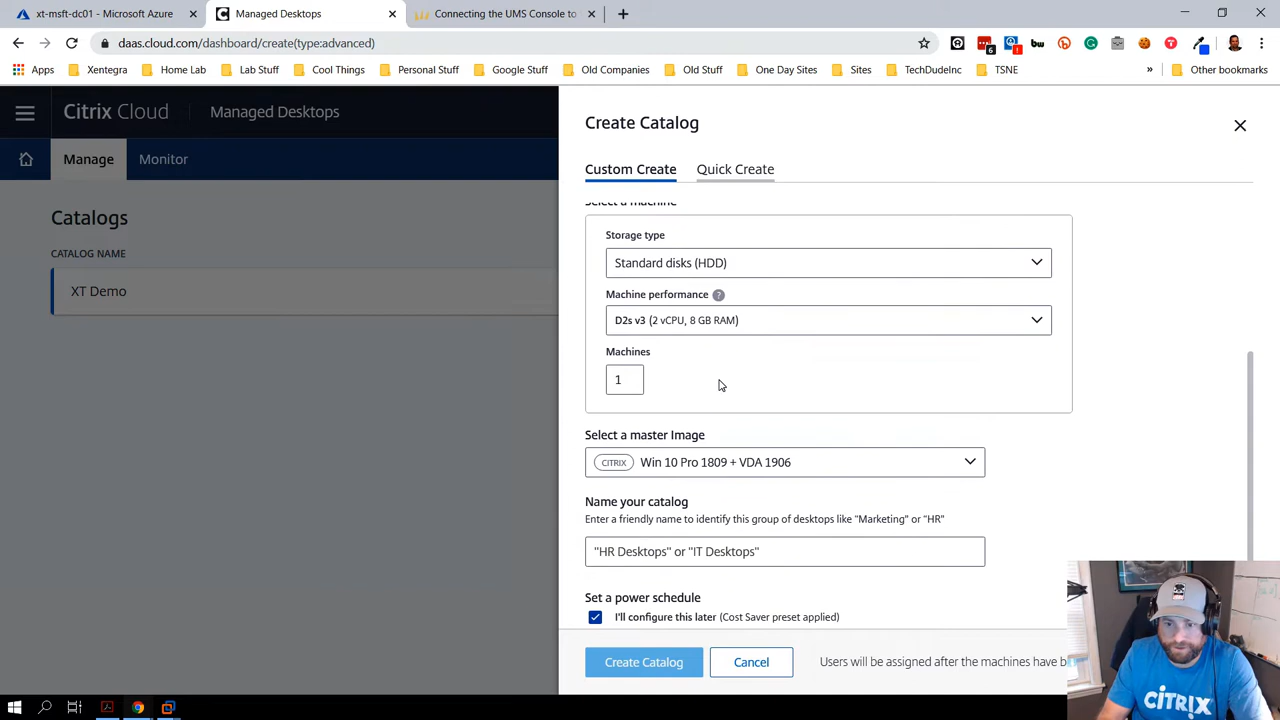 xt-msft-dc01 - Microsoft Azure
Managed Desktops
Connecting the UMS Console to
daas.cloud.com/dashboard/create(type:advanced)
Apps
Xentegra
Home Lab
Lab Stuff
Cool Things
Personal Stuff
Google Stuff
Old Companies
Old Stuff
One Day Sites
Sites
TechDudeInc
TSNE
»
Other bookmarks
Citrix Cloud
Managed Desktops
Manage
Monitor
Catalogs
CATALOG NAME
XT Demo
Create Catalog
Custom Create
Quick Create
Select a machine
Storage type
Standard disks (HDD)
Machine performance ?
D2s v3 (2 vCPU, 8 GB RAM)
Machines
1
Select a master Image
CITRIX Win 10 Pro 1809 + VDA 1906
Name your catalog
Enter a friendly name to identify this group of desktops like "Marketing" or "HR"
"HR Desktops" or "IT Desktops"
Set a power schedule
I'll configure this later (Cost Saver preset applied)
Create Catalog
Cancel
Users will be assigned after the machines have
CITRIX